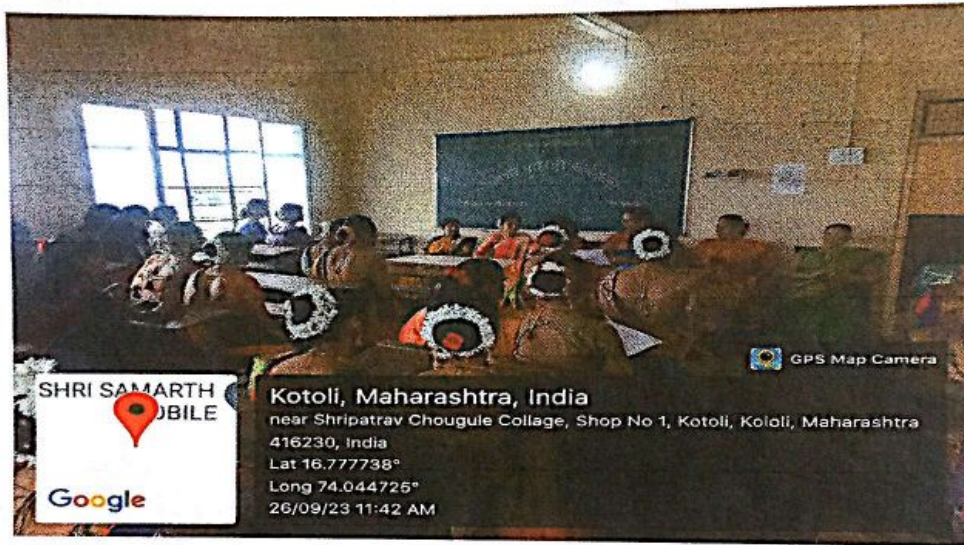 GPS Map Camera
SHRI SAMARTH
OBILE
Google
Kotoli, Maharashtra, India
near Shripatrav Chougule Collage, Shop No 1, Kotoli, Kololi, Maharashtra
416230, India
Lat 16.777738°
Long 74.044725°
26/09/23 11:42 AM